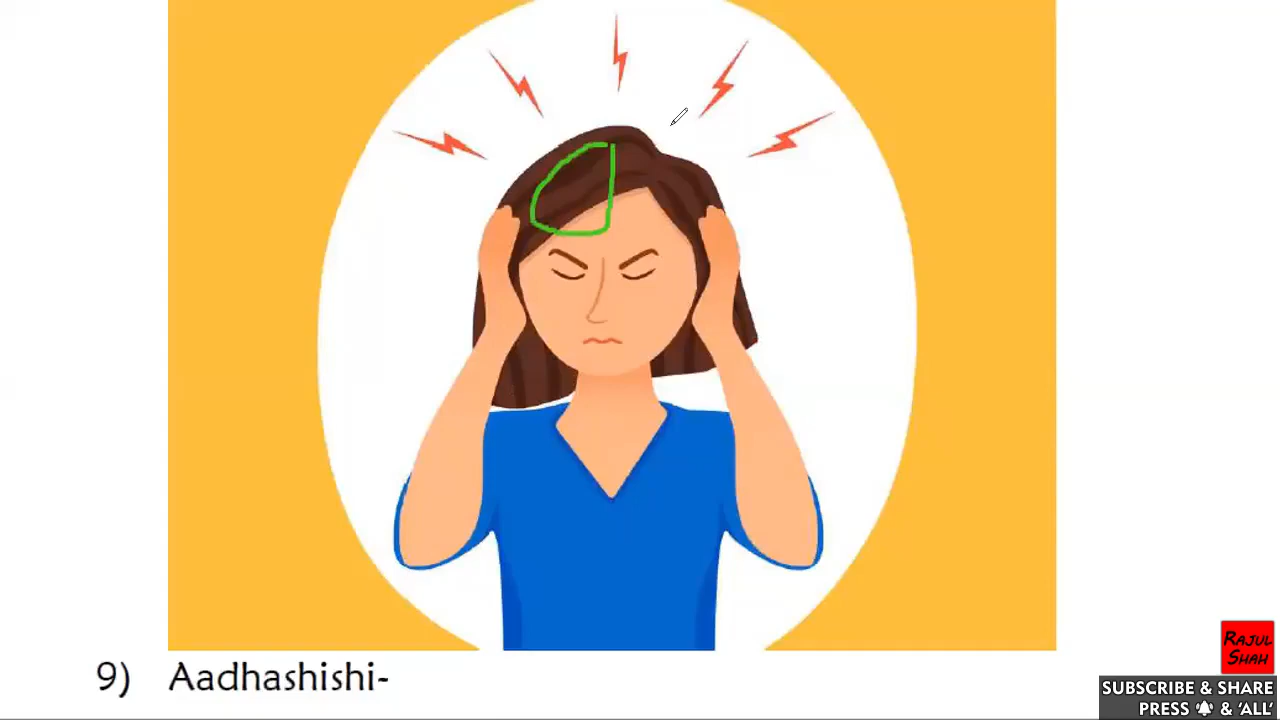 9) Aadhashishi-
RAJUL
SHAH
SUBSCRIBE & SHARE
PRESS & 'ALL'